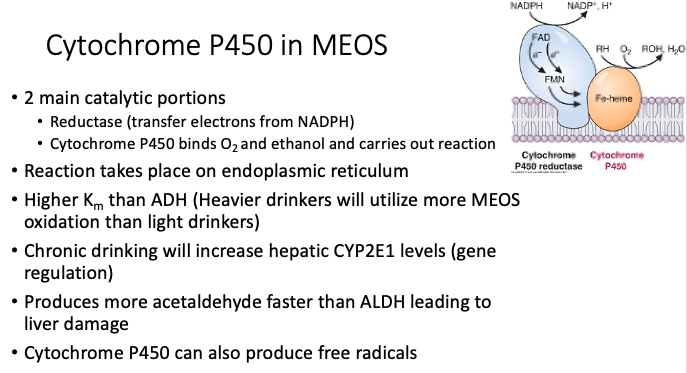 Cytochrome P450 in MEOS
• 2 main catalytic portions
• Reductase (transfer electrons from NADPH)
• Cytochrome P450 binds O₂ and ethanol and carries out reaction
• Reaction takes place on endoplasmic reticulum
• Higher Kₘ than ADH (Heavier drinkers will utilize more MEOS
oxidation than light drinkers)
• Chronic drinking will increase hepatic CYP2E1 levels (gene
regulation)
• Produces more acetaldehyde faster than ALDH leading to
liver damage
• Cytochrome P450 can also produce free radicals
NADPH NADP⁺, H⁺
FAD
e⁻ e⁻
FMN
RH O₂ ROH, H₂O
Fe-heme
Cytochrome Cytochrome
P450 reductase P450